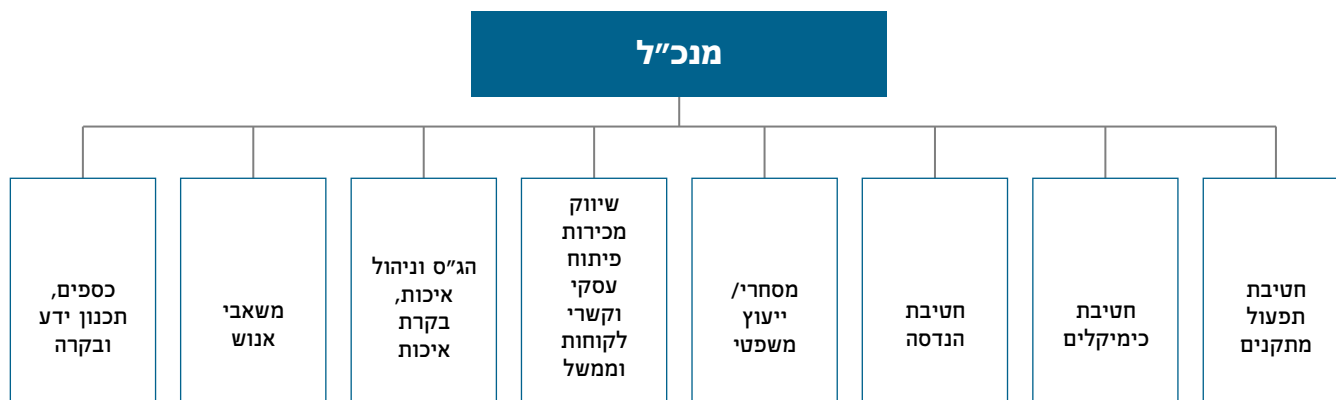 מנכ״ל
חטיבת
תפעול
מתקנים
חטיבת
כימיקלים
חטיבת
הנדסה
מסחרי/
ייעוץ
משפטי
שיווק
מכירות
פיתוח
עסקי
וקשרי
לקוחות
וממשל
הג״ס וניהול
איכות,
בקרת
איכות
משאבי
אנוש
כספים,
תכנון ידע
ובקרה